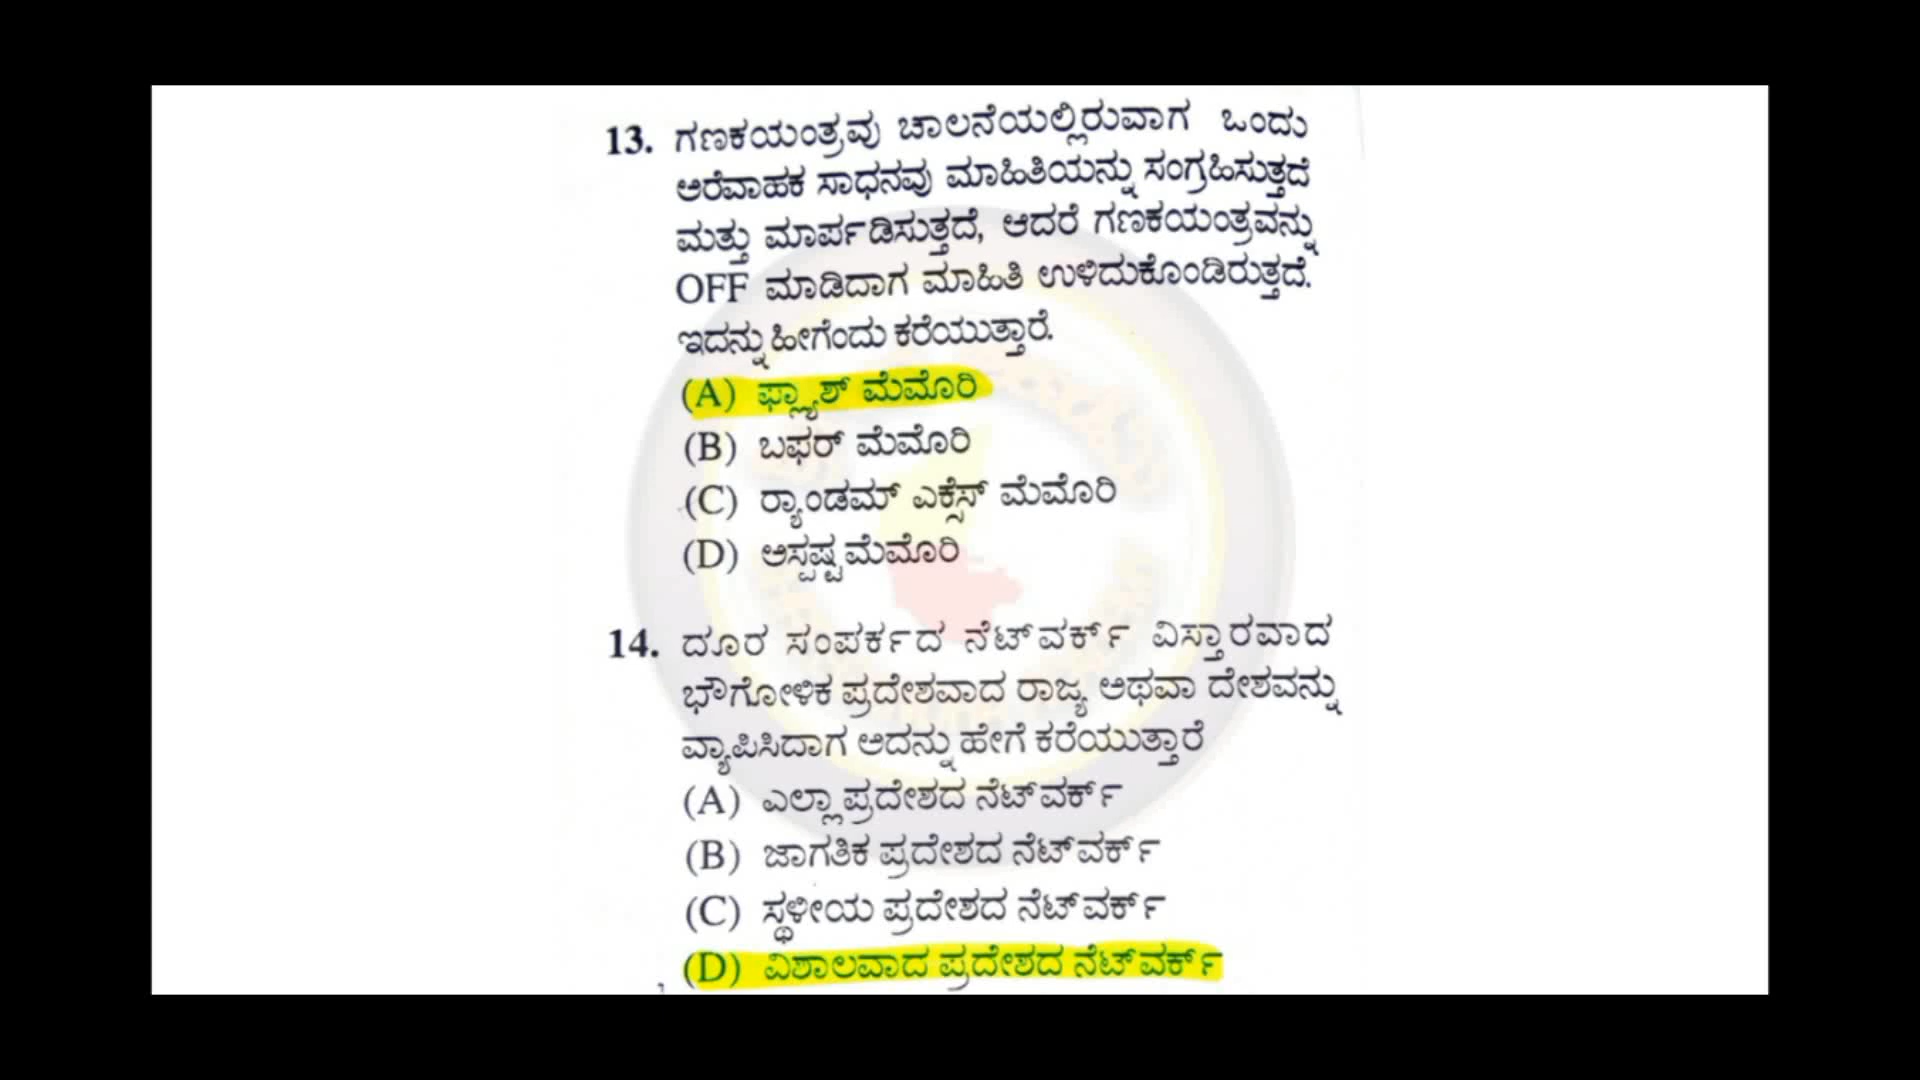 13. ಗಣಕಯಂತ್ರವು ಚಾಲನೆಯಲ್ಲಿರುವಾಗ ಒಂದು
ಅರೆವಾಹಕ ಸಾಧನವು ಮಾಹಿತಿಯನ್ನು ಸಂಗ್ರಹಿಸುತ್ತದೆ
ಮತ್ತು ಮಾರ್ಪಡಿಸುತ್ತದೆ, ಆದರೆ ಗಣಕಯಂತ್ರವನ್ನು
OFF ಮಾಡಿದಾಗ ಮಾಹಿತಿ ಉಳಿದುಕೊಂಡಿರುತ್ತದೆ.
ಇದನ್ನು ಹೀಗೆಂದು ಕರೆಯುತ್ತಾರೆ.
(A) ಫ್ಲ್ಯಾಶ್ ಮೆಮೊರಿ
(B) ಬಫರ್ ಮೆಮೊರಿ
(C) ರ‍್ಯಾಂಡಮ್ ಎಕ್ಸೆಸ್ ಮೆಮೊರಿ
(D) ಅಸ್ಪಷ್ಟ ಮೆಮೊರಿ
14. ದೂರ ಸಂಪರ್ಕದ ನೆಟ್‌ವರ್ಕ್ ವಿಸ್ತಾರವಾದ
ಭೌಗೋಳಿಕ ಪ್ರದೇಶವಾದ ರಾಜ್ಯ ಅಥವಾ ದೇಶವನ್ನು
ವ್ಯಾಪಿಸಿದಾಗ ಅದನ್ನು ಹೇಗೆ ಕರೆಯುತ್ತಾರೆ
(A) ಎಲ್ಲಾ ಪ್ರದೇಶದ ನೆಟ್‌ವರ್ಕ್
(B) ಜಾಗತಿಕ ಪ್ರದೇಶದ ನೆಟ್‌ವರ್ಕ್
(C) ಸ್ಥಳೀಯ ಪ್ರದೇಶದ ನೆಟ್‌ವರ್ಕ್
(D) ವಿಶಾಲವಾದ ಪ್ರದೇಶದ ನೆಟ್‌ವರ್ಕ್